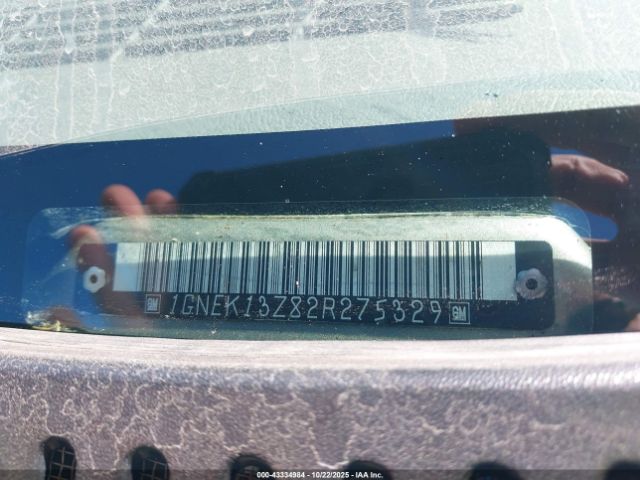 GM 1GNEK13Z82R275329 GM
000-43334984 | 10/22/2025 | IAA, Inc.